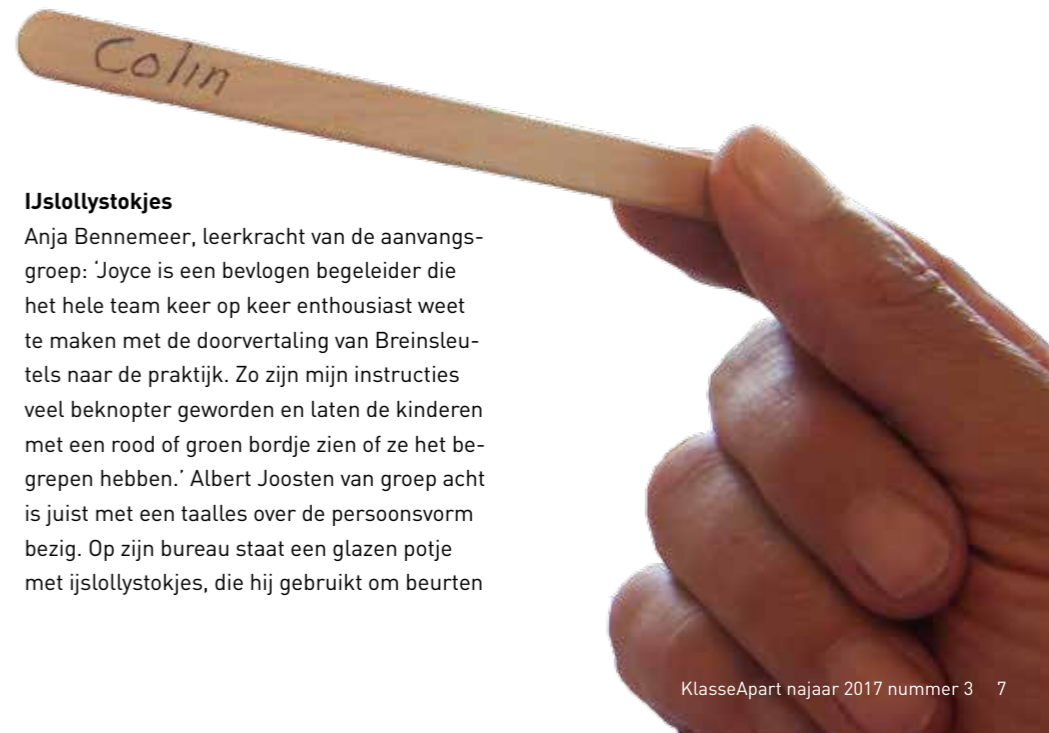 Colin
IJslollystokjes
Anja Bennemeer, leerkracht van de aanvangs-
groep: ‘Joyce is een bevlogen begeleider die
het hele team keer op keer enthousiast weet
te maken met de doorvertaling van Breinsleu-
tels naar de praktijk. Zo zijn mijn instructies
veel beknopter geworden en laten de kinderen
met een rood of groen bordje zien of ze het be-
grepen hebben.’ Albert Joosten van groep acht
is juist met een taalles over de persoonsvorm
bezig. Op zijn bureau staat een glazen potje
met ijslollystokjes, die hij gebruikt om beurten
KlasseApart najaar 2017 nummer 3 7